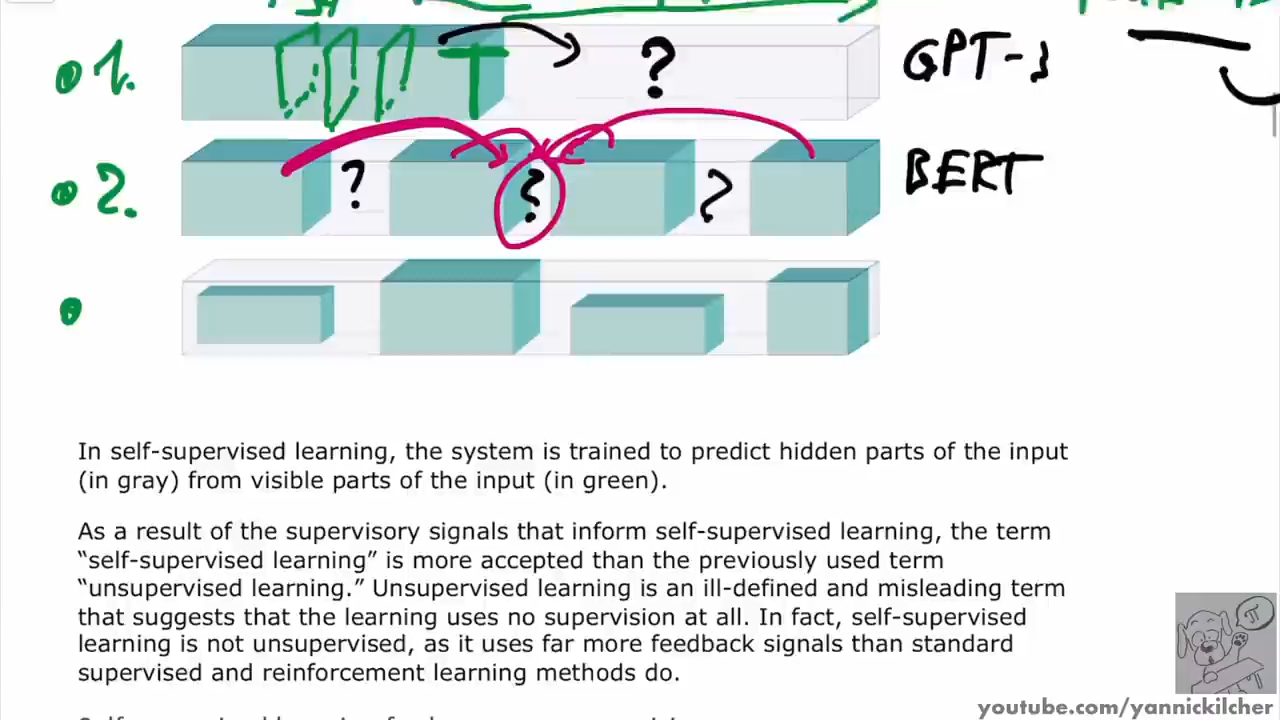 1. ? GPT-3
2. ? ? ? BERT
In self-supervised learning, the system is trained to predict hidden parts of the input
(in gray) from visible parts of the input (in green).
As a result of the supervisory signals that inform self-supervised learning, the term
“self-supervised learning” is more accepted than the previously used term
“unsupervised learning.” Unsupervised learning is an ill-defined and misleading term
that suggests that the learning uses no supervision at all. In fact, self-supervised
learning is not unsupervised, as it uses far more feedback signals than standard
supervised and reinforcement learning methods do.
π
youtube.com/yannickilcher